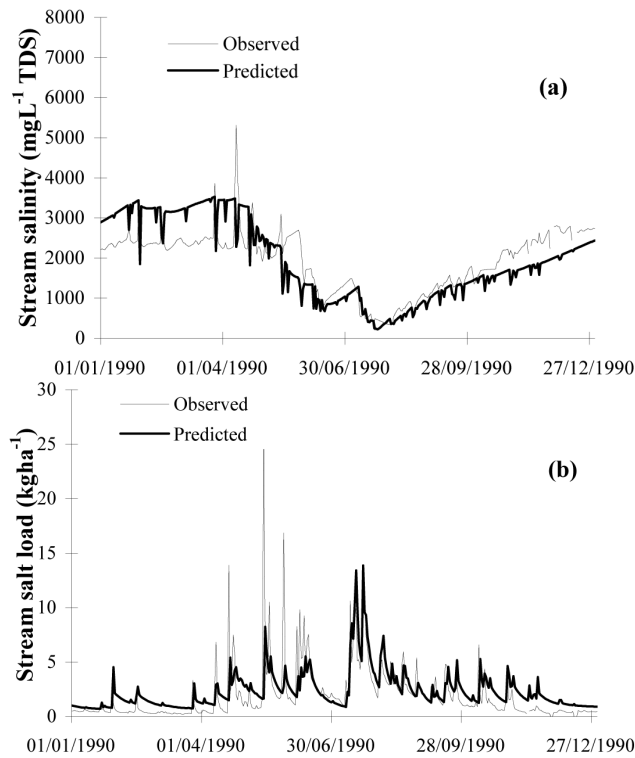 8000
7000
6000
5000
4000
3000
2000
1000
0
Stream salinity (mgL⁻¹ TDS)
Observed
Predicted
(a)
01/01/1990 01/04/1990 30/06/1990 28/09/1990 27/12/1990
30
25
20
15
10
5
0
Stream salt load (kgha⁻¹)
Observed
Predicted
(b)
01/01/1990 01/04/1990 30/06/1990 28/09/1990 27/12/1990